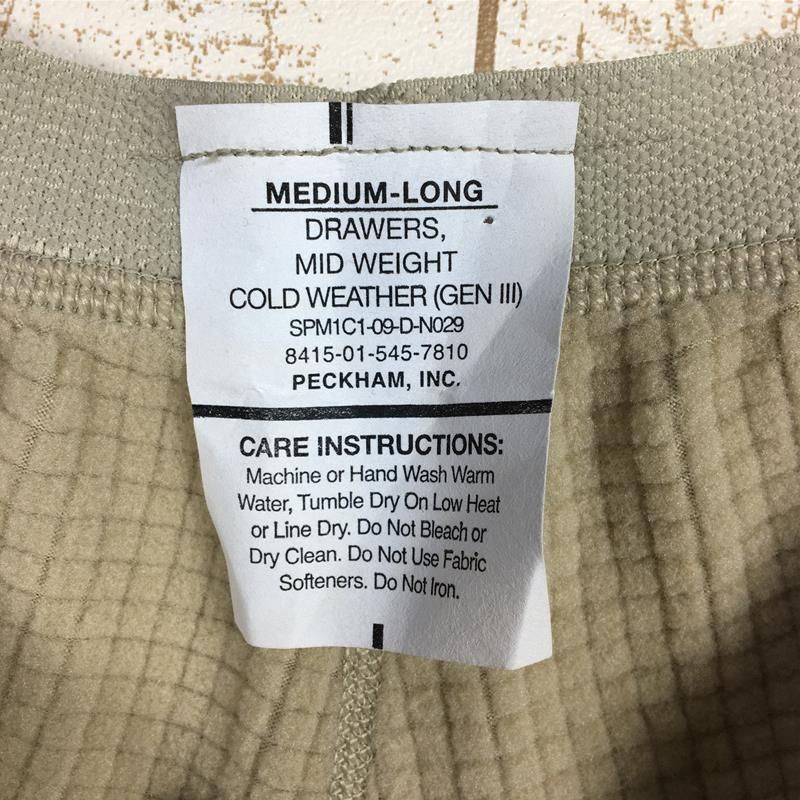 MEDIUM-LONG
DRAWERS,
MID WEIGHT
COLD WEATHER (GEN III)
SPM1C1-09-D-N029
8415-01-545-7810
PECKHAM, INC.
CARE INSTRUCTIONS:
Machine or Hand Wash Warm
Water, Tumble Dry On Low Heat
or Line Dry. Do Not Bleach or
Dry Clean. Do Not Use Fabric
Softeners. Do Not Iron.